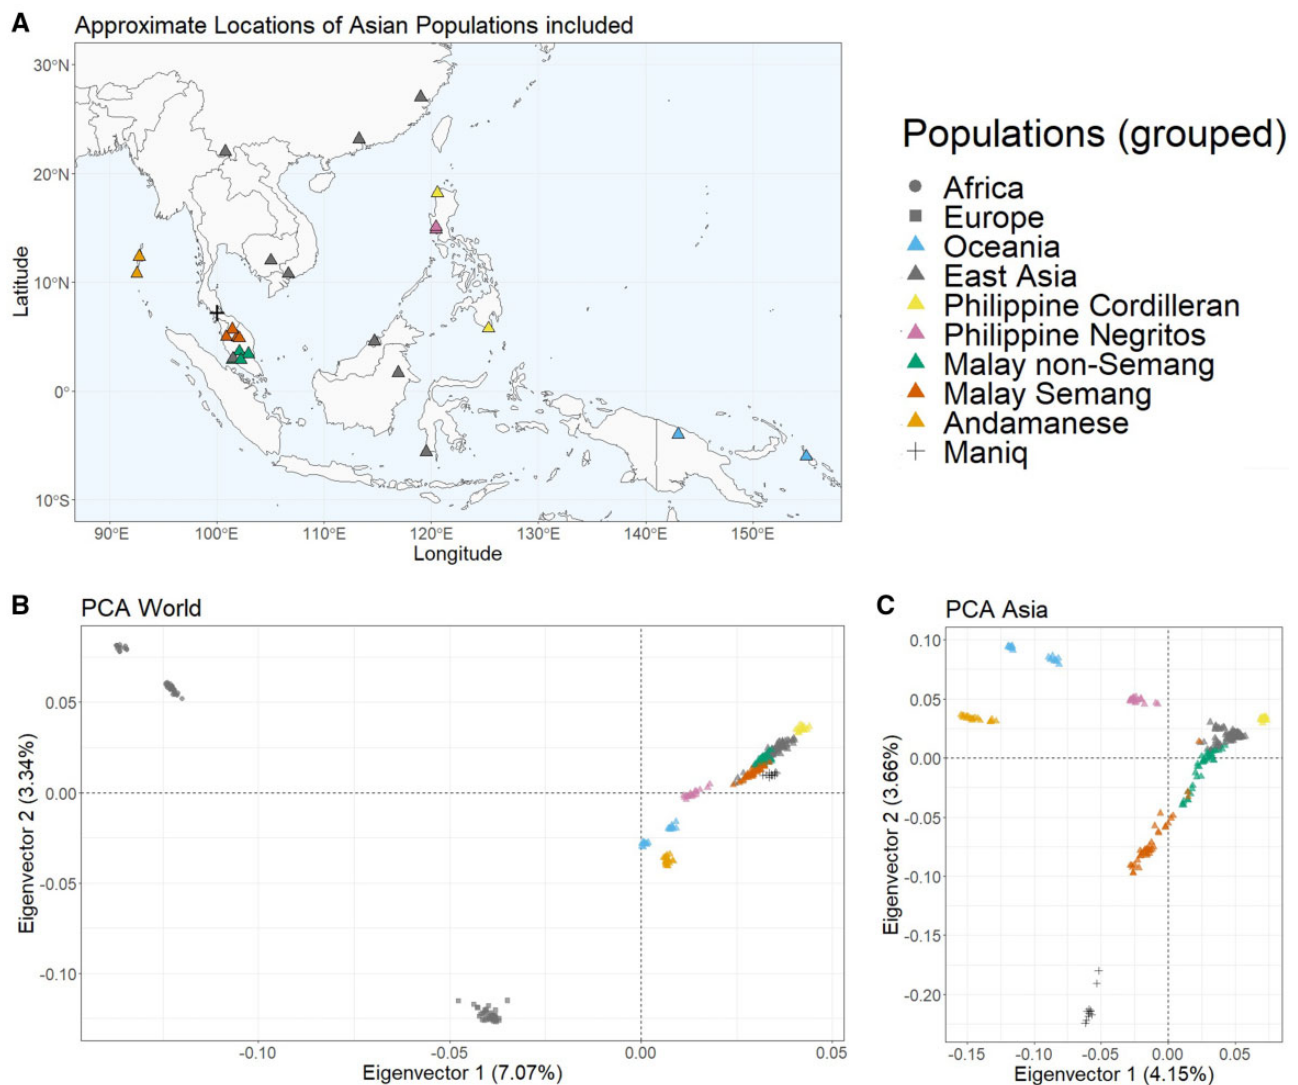 A
Approximate Locations of Asian Populations included
30°N
20°N
10°N
0°
10°S
Latitude
90°E 100°E 110°E 120°E 130°E 140°E 150°E
Longitude
Populations (grouped)
Africa
Europe
Oceania
East Asia
Philippine Cordilleran
Philippine Negritos
Malay non-Semang
Malay Semang
Andamanese
Maniq
B
PCA World
0.05
0.00
-0.05
-0.10
Eigenvector 2 (3.34%)
-0.10 -0.05 0.00 0.05
Eigenvector 1 (7.07%)
C
PCA Asia
0.10
0.05
0.00
-0.05
-0.10
-0.15
-0.20
Eigenvector 2 (3.66%)
-0.15 -0.10 -0.05 0.00 0.05
Eigenvector 1 (4.15%)